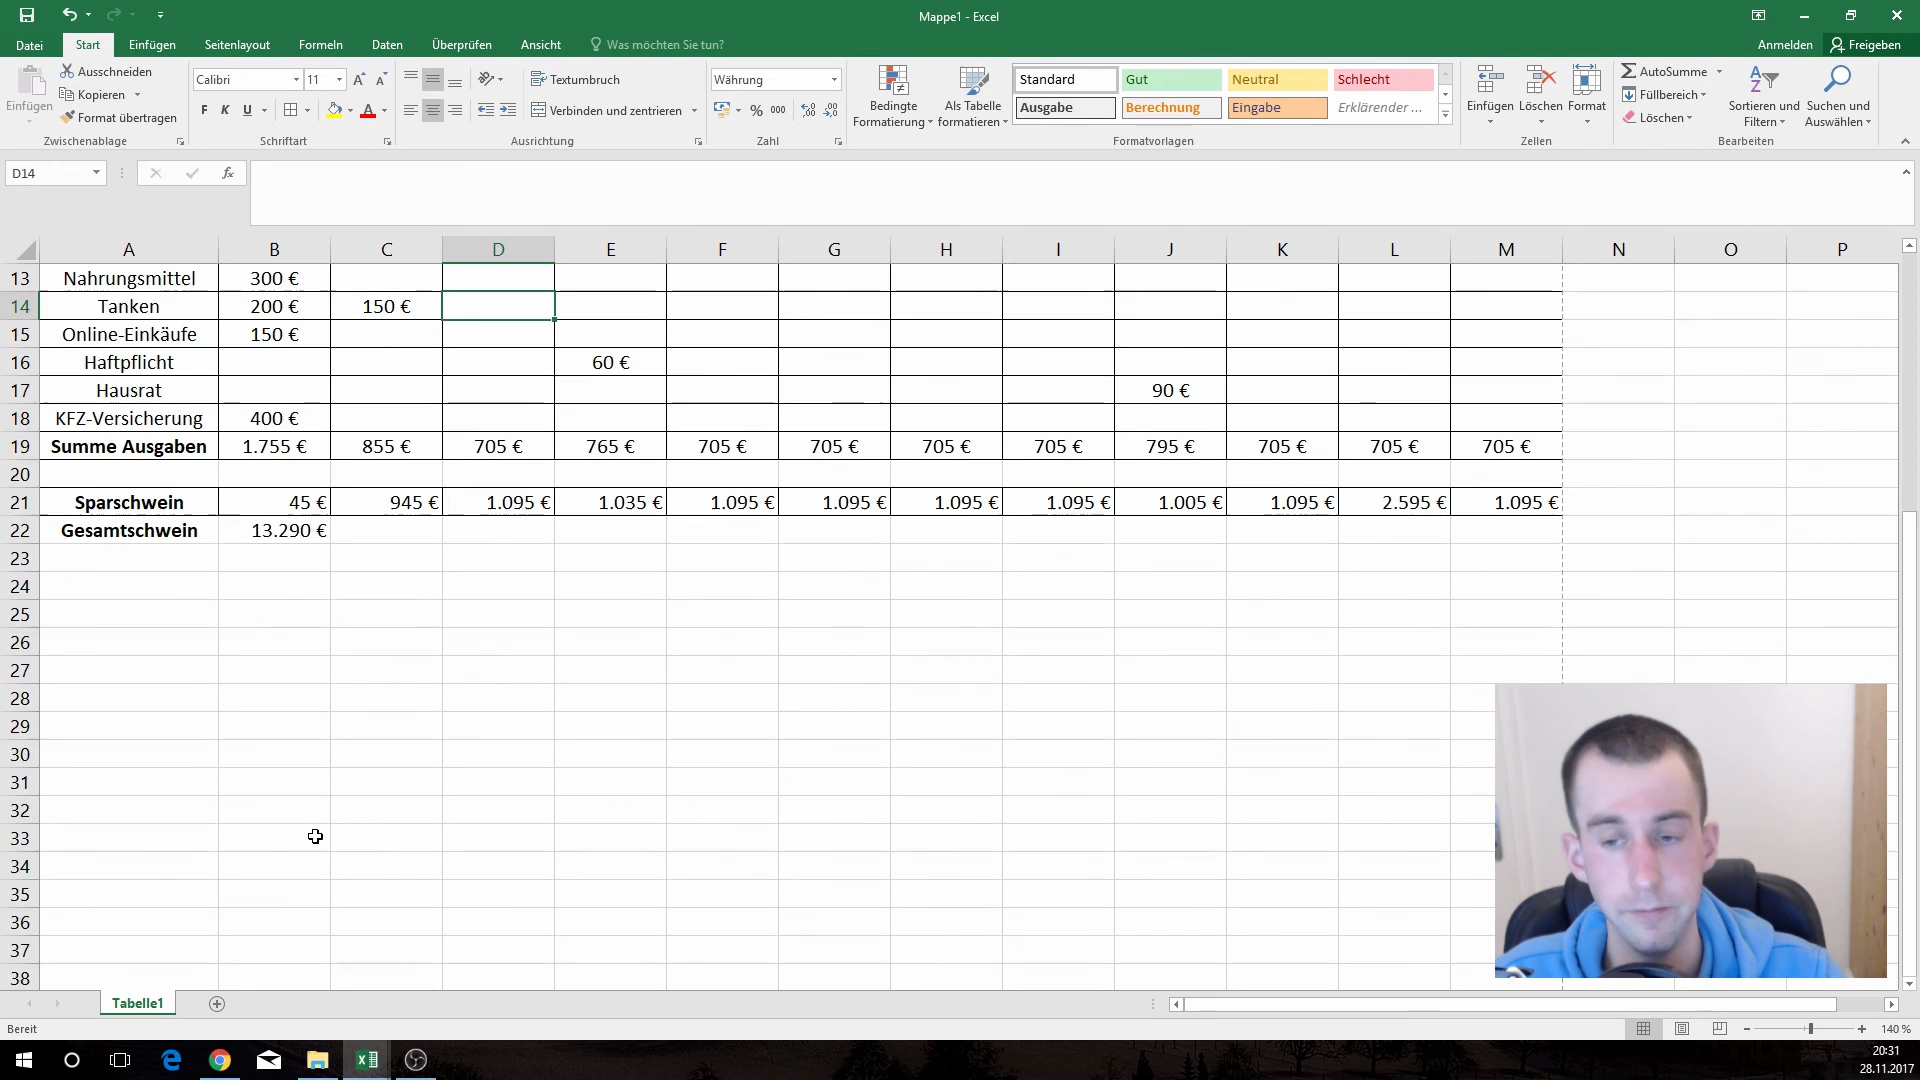 Mappe1 - Excel
Datei Start Einfügen Seitenlayout Formeln Daten Überprüfen Ansicht Was möchten Sie tun? Anmelden Freigeben
Einfügen
Ausschneiden
Kopieren
Format übertragen
Zwischenablage
Calibri 11
F K U
Schriftart
Textumbruch
Verbinden und zentrieren
Ausrichtung
Währung
% 000
Zahl
Bedingte Formatierung
Als Tabelle formatieren
Standard Gut Neutral Schlecht
Ausgabe Berechnung Eingabe Erklärender ...
Formatvorlagen
Einfügen Löschen Format
Zellen
AutoSumme
Füllbereich
Löschen
Sortieren und Filtern
Suchen und Auswählen
Bearbeiten
D14 fx
A B C D E F G H I J K L M N O P
13 Nahrungsmittel 300 €
14 Tanken 200 € 150 €
15 Online-Einkäufe 150 €
16 Haftpflicht 60 €
17 Hausrat 90 €
18 KFZ-Versicherung 400 €
19 Summe Ausgaben 1.755 € 855 € 705 € 765 € 705 € 705 € 705 € 705 € 795 € 705 € 705 € 705 €
20
21 Sparschwein 45 € 945 € 1.095 € 1.035 € 1.095 € 1.095 € 1.095 € 1.095 € 1.005 € 1.095 € 2.595 € 1.095 €
22 Gesamtschwein 13.290 €
23
24
25
26
27
28
29
30
31
32
33
34
35
36
37
38
Tabelle1
Bereit 140 %
20:31
28.11.2017